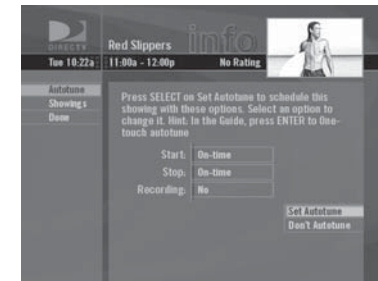 DIRECTV
info
Red Slippers
Tue 10:22a
11:00a - 12:00p
No Rating
Autotune
Showings
Done
Press SELECT on Set Autotune to schedule this
showing with these options. Select an option to
change it. Hint: In the Guide, press ENTER to One-
touch autotune
Start: On-time
Stop: On-time
Recording: No
Set Autotune
Don't Autotune